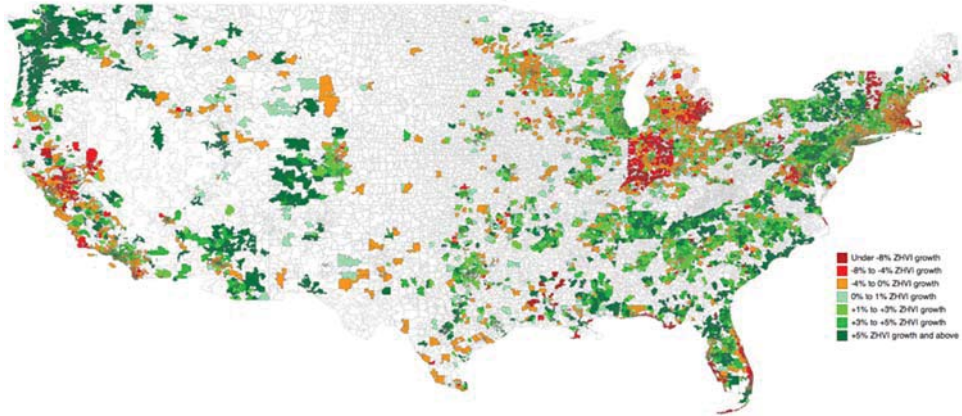 Under -8% ZHVI growth
-8% to -4% ZHVI growth
-4% to 0% ZHVI growth
0% to 1% ZHVI growth
+1% to +3% ZHVI growth
+3% to +5% ZHVI growth
+5% ZHVI growth and above